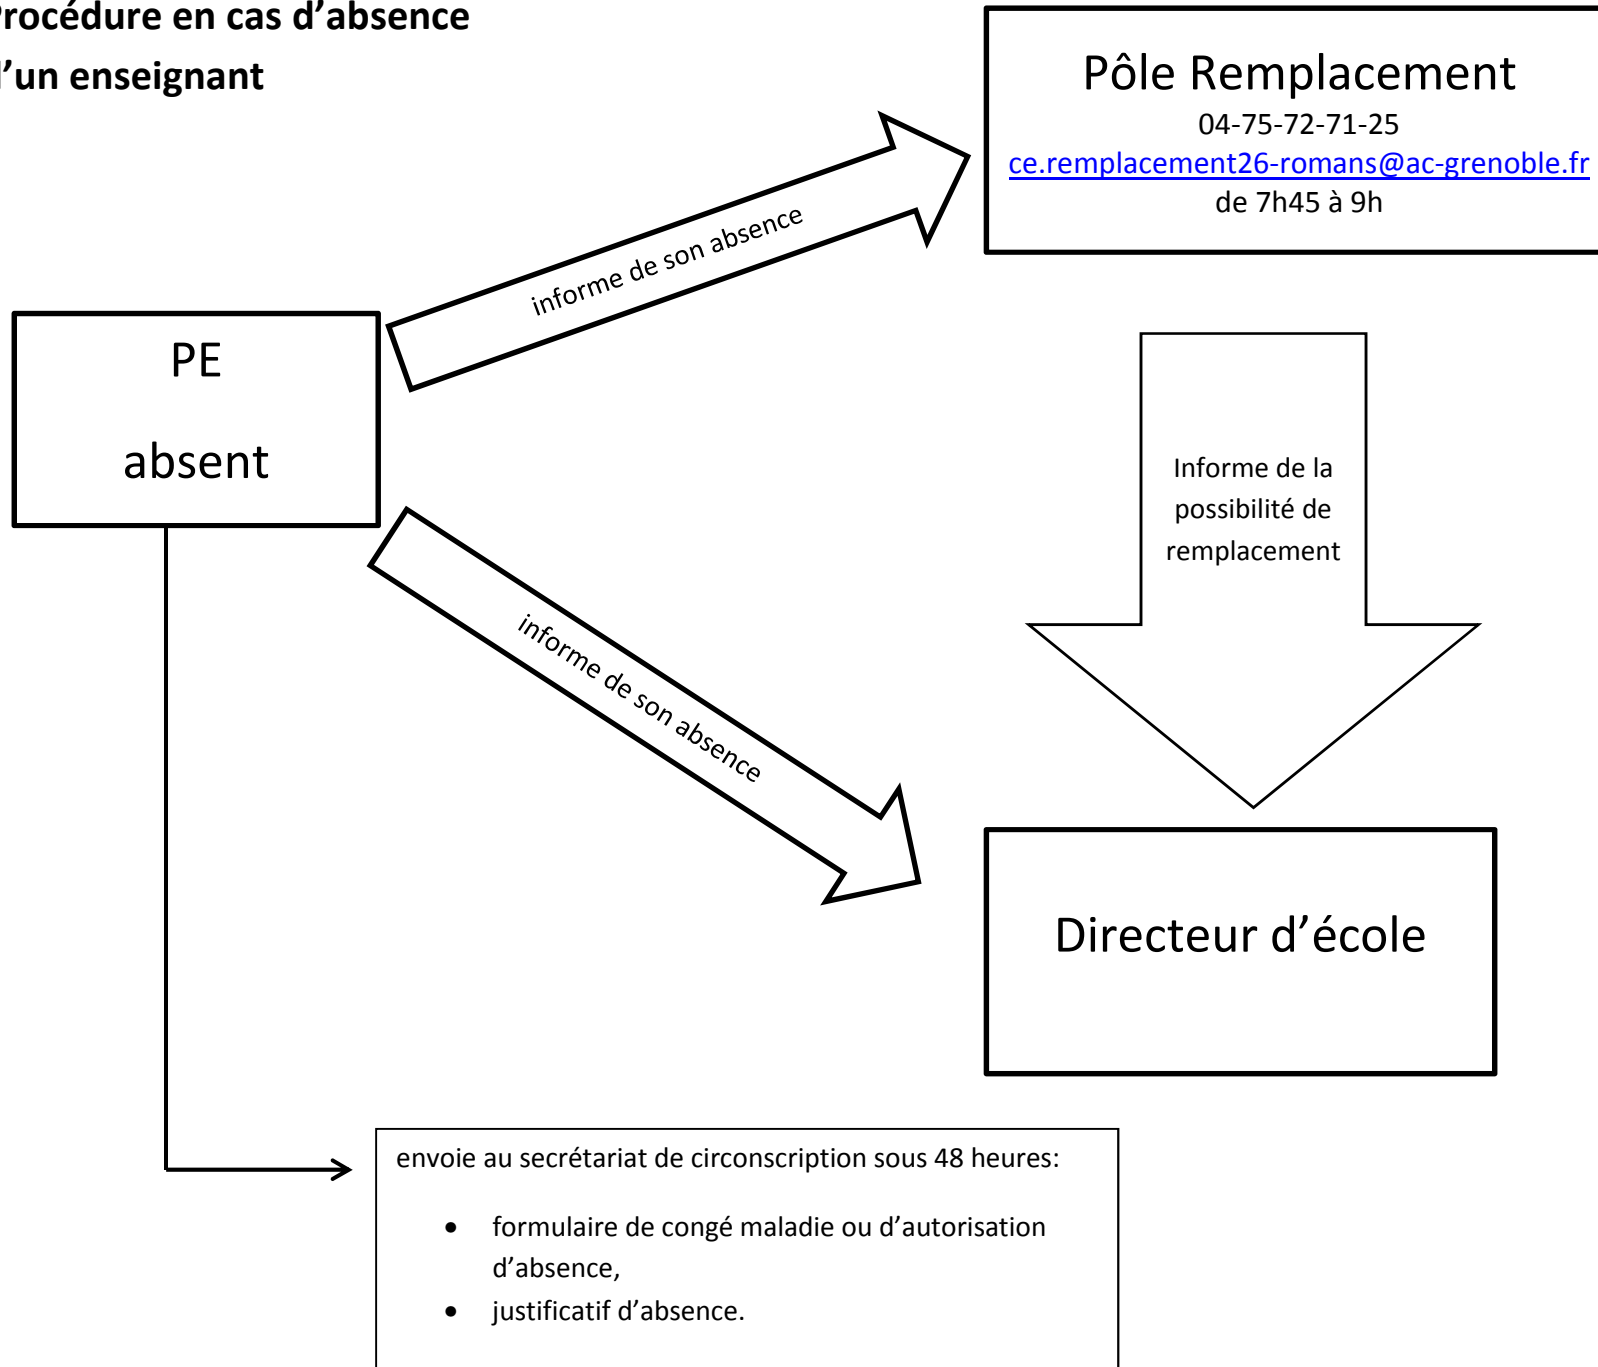 Procédure en cas d’absence
d’un enseignant
Pôle Remplacement
04-75-72-71-25
ce.remplacement26-romans@ac-grenoble.fr
de 7h45 à 9h
informe de son absence
PE
absent
Informe de la
possibilité de
remplacement
informe de son absence
Directeur d’école
envoie au secrétariat de circonscription sous 48 heures:
• formulaire de congé maladie ou d’autorisation
d’absence,
• justificatif d’absence.